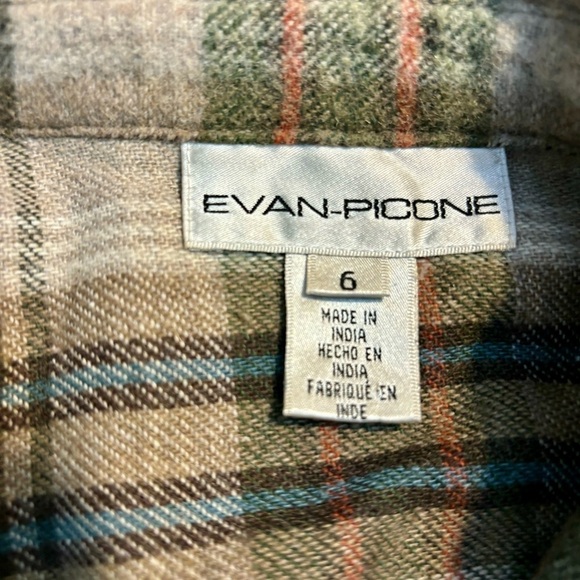 EVAN-PICONE
6
MADE IN
INDIA
HECHO EN
INDIA
FABRIQUÉ EN
INDE